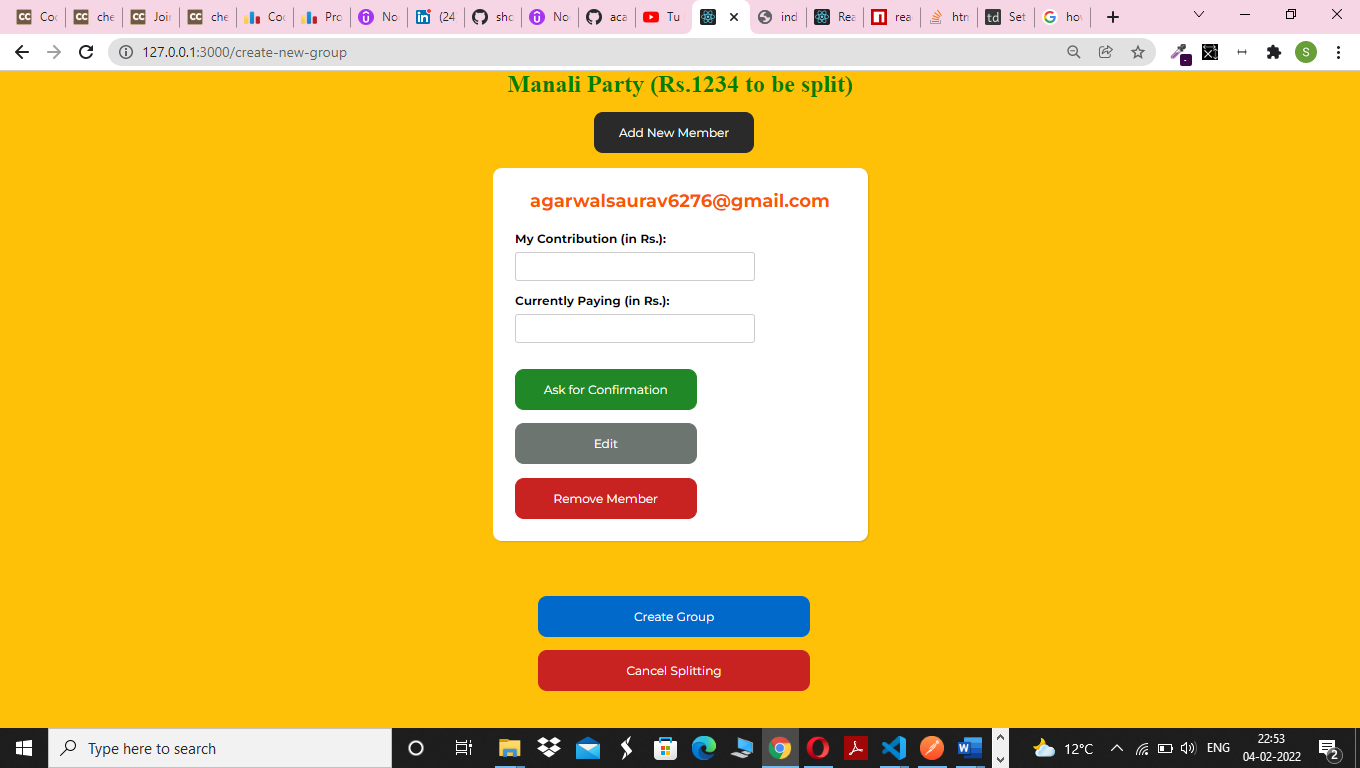 Coo
che
Join
che
Coo
Pro
No
(24
sho
No
aca
Tu
ind
Rea
rea
htn
Set
hov
127.0.0.1:3000/create-new-group
S
Manali Party (Rs.1234 to be split)
Add New Member
agarwalsaurav6276@gmail.com
My Contribution (in Rs.):
Currently Paying (in Rs.):
Ask for Confirmation
Edit
Remove Member
Create Group
Cancel Splitting
Type here to search
12°C
ENG
22:53
04-02-2022
2